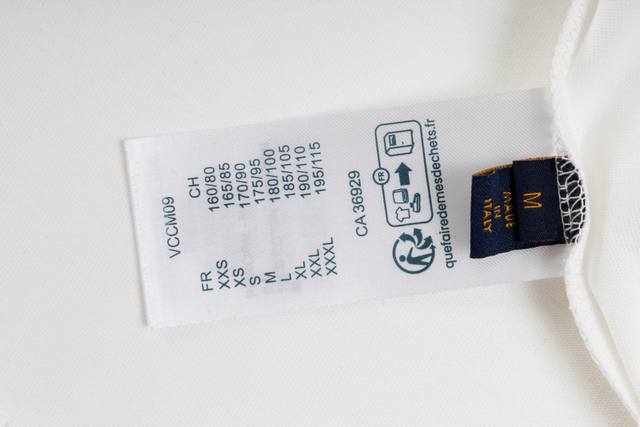 VCCM09
FR CH
XXS 160/80
XS 165/85
S 170/90
M 175/95
L 180/100
XL 185/105
XXL 190/110
XXXL 195/115
CA 36929
FR
quefairedemesdechets.fr
MADE
IN
ITALY
M